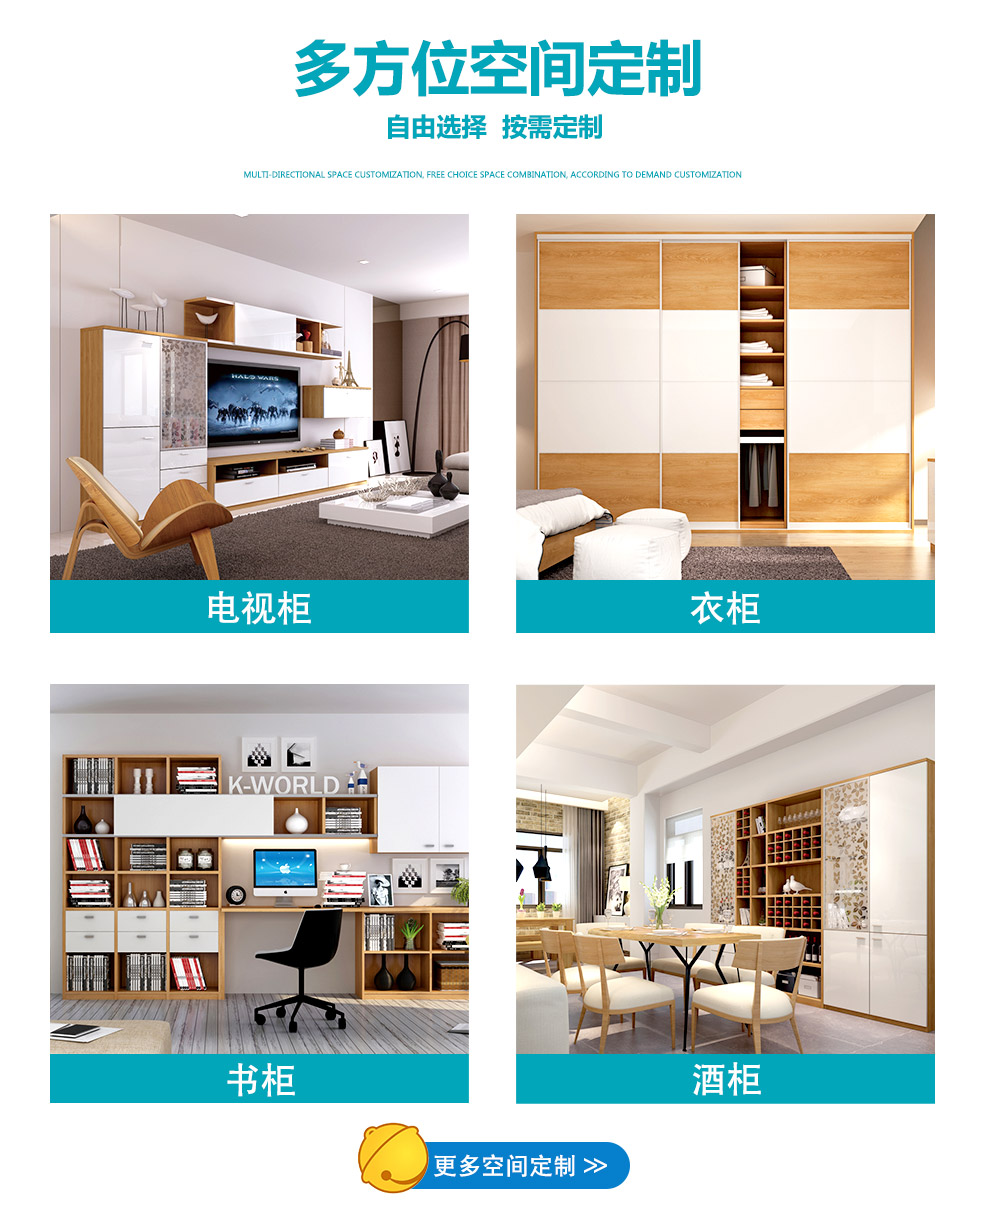 多方位空间定制
自由选择 按需定制
MULTI-DIRECTIONAL SPACE CUSTOMIZATION, FREE CHOICE SPACE COMBINATION, ACCORDING TO DEMAND CUSTOMIZATION
HALO WARS
电视柜
衣柜
K-WORLD
书柜
酒柜
更多空间定制 >>